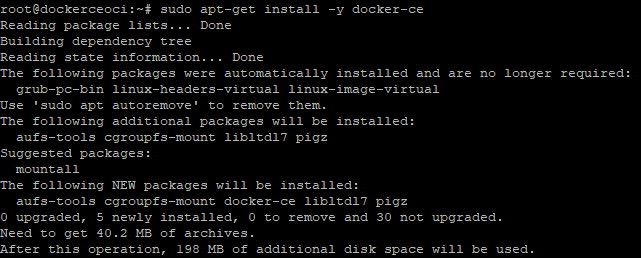 root@dockerceoci:~# sudo apt-get install -y docker-ce
Reading package lists... Done
Building dependency tree
Reading state information... Done
The following packages were automatically installed and are no longer required:
  grub-pc-bin linux-headers-virtual linux-image-virtual
Use 'sudo apt autoremove' to remove them.
The following additional packages will be installed:
  aufs-tools cgroupfs-mount libltdl7 pigz
Suggested packages:
  mountall
The following NEW packages will be installed:
  aufs-tools cgroupfs-mount docker-ce libltdl7 pigz
0 upgraded, 5 newly installed, 0 to remove and 30 not upgraded.
Need to get 40.2 MB of archives.
After this operation, 198 MB of additional disk space will be used.